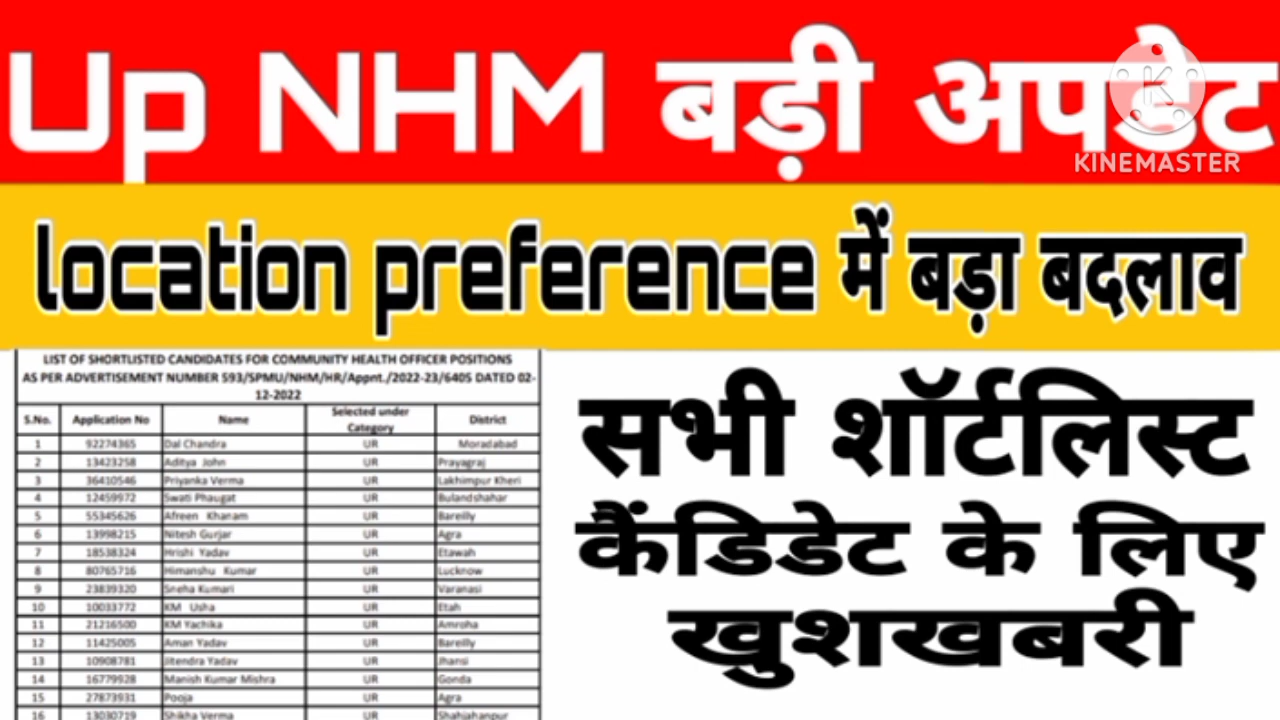 Up NHM बड़ी अपडेट
KINEMASTER
location preference में बड़ा बदलाव
LIST OF SHORTLISTED CANDIDATES FOR COMMUNITY HEALTH OFFICER POSITIONS
AS PER ADVERTISEMENT NUMBER 593/SPMU/NHM/HR/Appnt./2022-23/6405 DATED 02-
12-2022
S.No. Application No Name Selected under Category District
1 92274365 Dal Chandra UR Moradabad
2 13423258 Aditya John UR Prayagraj
3 36410546 Priyanka Verma UR Lakhimpur Kheri
4 12459972 Swati Phaugat UR Bulandshahar
5 55345626 Afreen Khanam UR Bareilly
6 13998215 Nitesh Gurjar UR Agra
7 18538324 Hrishi Yadav UR Etawah
8 80765716 Himanshu Kumar UR Lucknow
9 23839320 Sneha Kumari UR Varanasi
10 10033772 KM Usha UR Etah
11 21216500 KM Yachika UR Amroha
12 11425005 Aman Yadav UR Bareilly
13 10908781 Jitendra Yadav UR Jhansi
14 16779928 Manish Kumar Mishra UR Gonda
15 27873931 Pooja UR Agra
16 13030719 Shikha Verma UR Shahjahanpur
सभी शॉर्टलिस्ट
कैंडिडेट के लिए
खुशखबरी